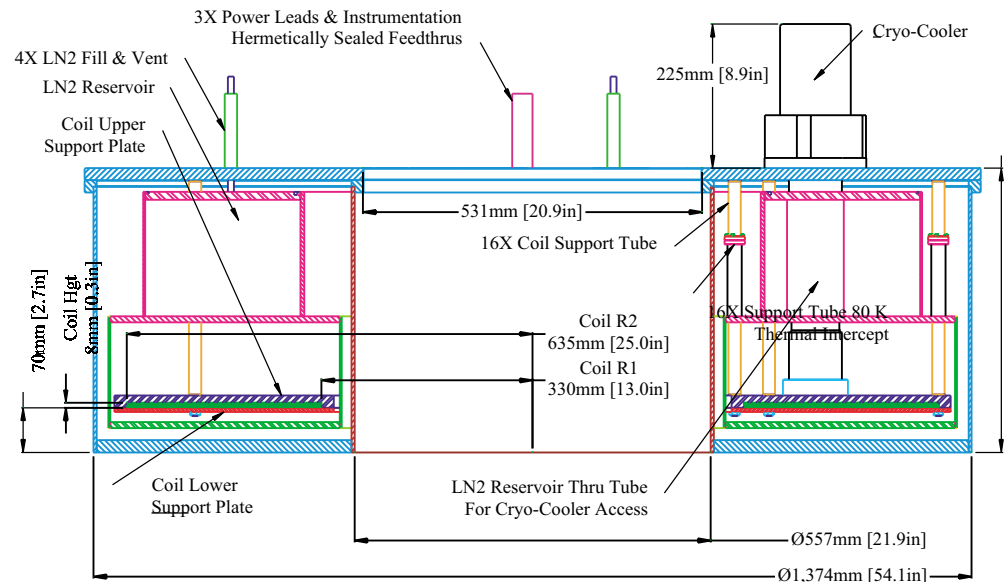 3X Power Leads & Instrumentation
Hermetically Sealed Feedthrus
Cryo-Cooler
4X LN2 Fill & Vent
225mm [8.9in]
LN2 Reservoir
Coil Upper
Support Plate
531mm [20.9in]
16X Coil Support Tube
70mm [2.7in]
Coil Hgt
8mm [0.3in]
16X Support Tube 80 K
Thermal Intercept
Coil R2
635mm [25.0in]
Coil R1
330mm [13.0in]
Coil Lower
Support Plate
LN2 Reservoir Thru Tube
For Cryo-Cooler Access
Ø557mm [21.9in]
Ø1,374mm [54.1in]